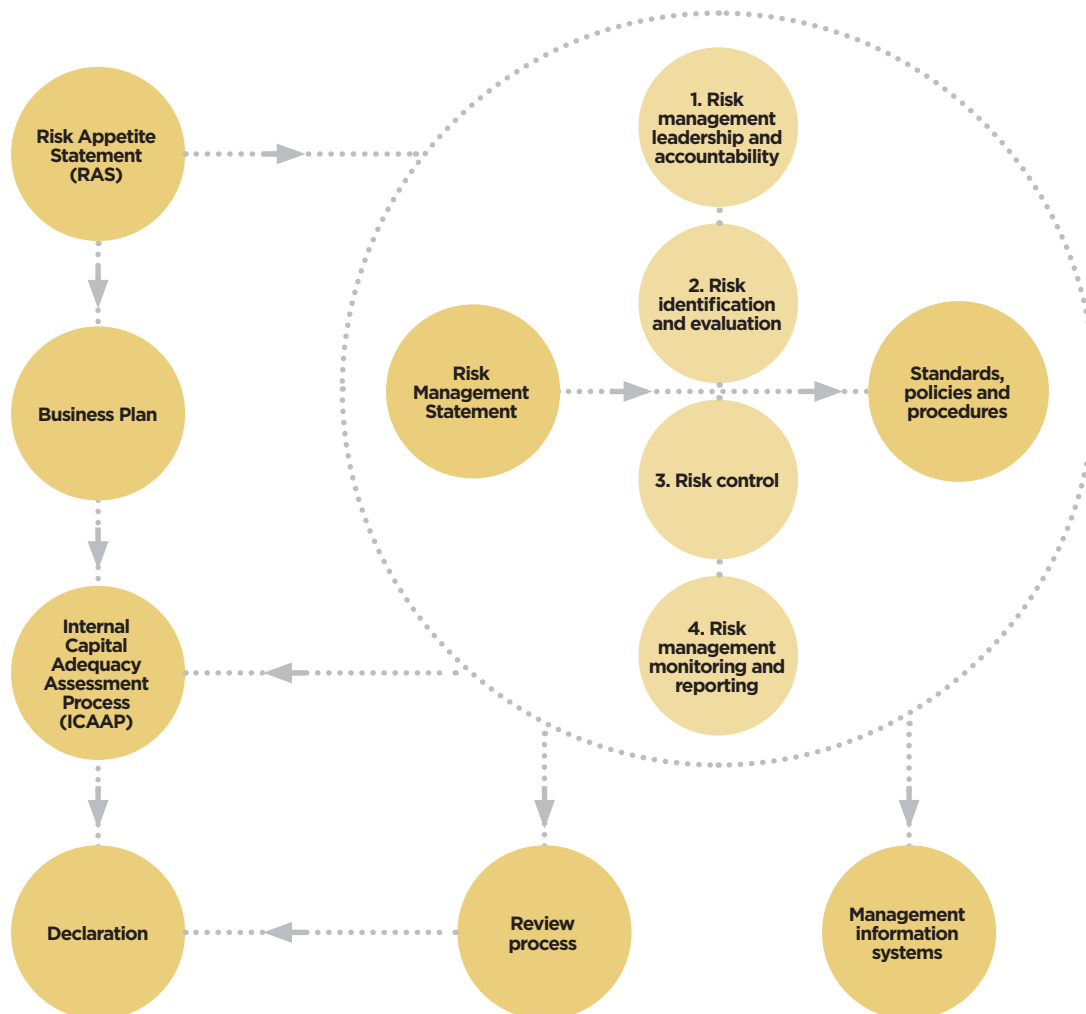 Risk Appetite
Statement
(RAS)
Business Plan
Internal
Capital
Adequacy
Assessment
Process
(ICAAP)
Declaration
1. Risk
management
leadership and
accountability
2. Risk
identification
and evaluation
Risk
Management
Statement
Standards,
policies and
procedures
3. Risk control
4. Risk
management
monitoring and
reporting
Review
process
Management
information
systems